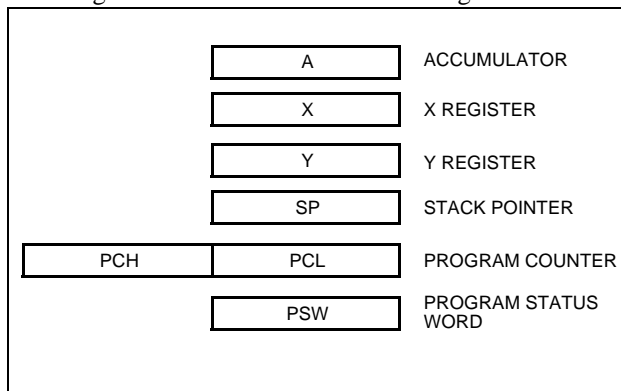 A ACCUMULATOR
X X REGISTER
Y Y REGISTER
SP STACK POINTER
PCH PCL PROGRAM COUNTER
PSW PROGRAM STATUS
WORD